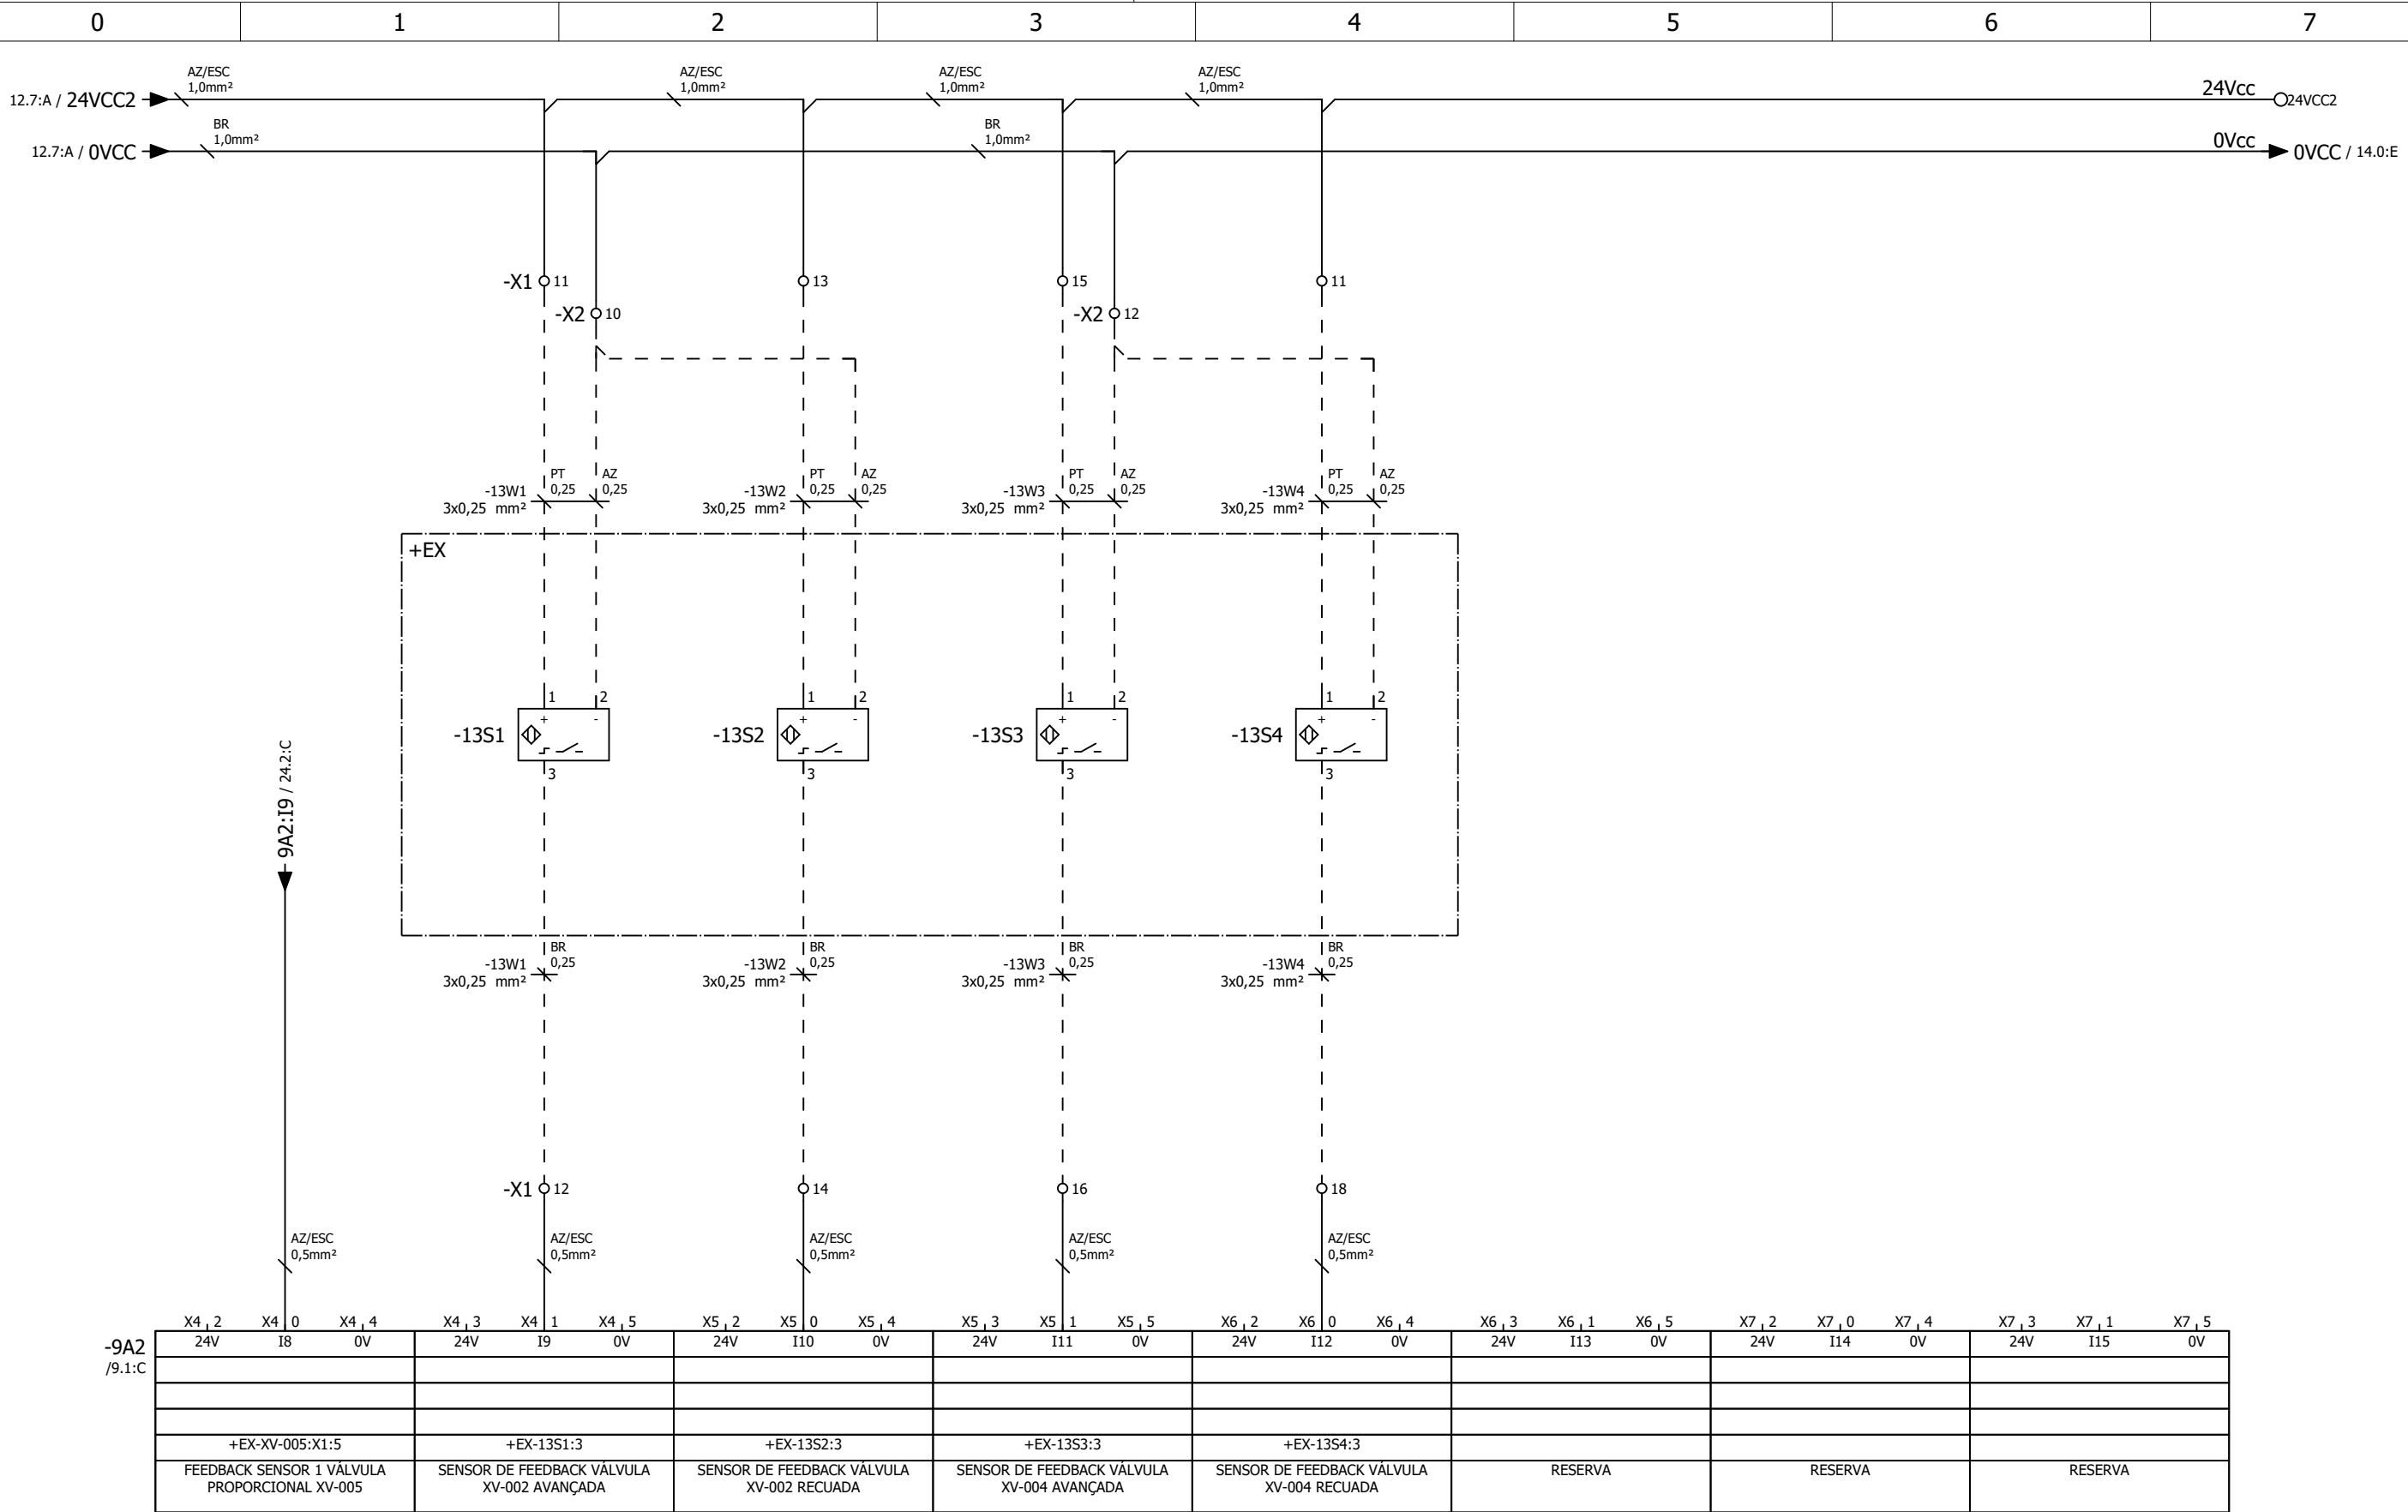 0 1 2 3 4 5 6 7
AZ/ESC AZ/ESC AZ/ESC AZ/ESC
1,0mm² 1,0mm² 1,0mm² 1,0mm²
12.7:A / 24VCC2 24Vcc 24VCC2
BR BR
1,0mm² 1,0mm²
12.7:A / 0VCC 0Vcc 0VCC / 14.0:E
-X1 11 13 15 11
-X2 10 -X2 12
PT AZ PT AZ PT AZ PT AZ
-13W1 0,25 0,25 -13W2 0,25 0,25 -13W3 0,25 0,25 -13W4 0,25 0,25
3x0,25 mm² 3x0,25 mm² 3x0,25 mm² 3x0,25 mm²
+EX
1 2 1 2 1 2 1 2
+ - + - + - + -
-13S1 -13S2 -13S3 -13S4
3 3 3 3
9A2:I9 / 24.2:C
BR BR BR BR
-13W1 0,25 -13W2 0,25 -13W3 0,25 -13W4 0,25
3x0,25 mm² 3x0,25 mm² 3x0,25 mm² 3x0,25 mm²
-X1 12 14 16 18
AZ/ESC AZ/ESC AZ/ESC AZ/ESC AZ/ESC
0,5mm² 0,5mm² 0,5mm² 0,5mm² 0,5mm²
X4 2 X4 0 X4 4 X4 3 X4 1 X4 5 X5 2 X5 0 X5 4 X5 3 X5 1 X5 5 X6 2 X6 0 X6 4 X6 3 X6 1 X6 5 X7 2 X7 0 X7 4 X7 3 X7 1 X7 5
-9A2 24V I8 0V 24V I9 0V 24V I10 0V 24V I11 0V 24V I12 0V 24V I13 0V 24V I14 0V 24V I15 0V
/9.1:C
+EX-XV-005:X1:5 +EX-13S1:3 +EX-13S2:3 +EX-13S3:3 +EX-13S4:3
FEEDBACK SENSOR 1 VÁLVULA SENSOR DE FEEDBACK VÁLVULA SENSOR DE FEEDBACK VÁLVULA SENSOR DE FEEDBACK VÁLVULA SENSOR DE FEEDBACK VÁLVULA RESERVA RESERVA RESERVA
PROPORCIONAL XV-005 XV-002 AVANÇADA XV-002 RECUADA XV-004 AVANÇADA XV-004 RECUADA